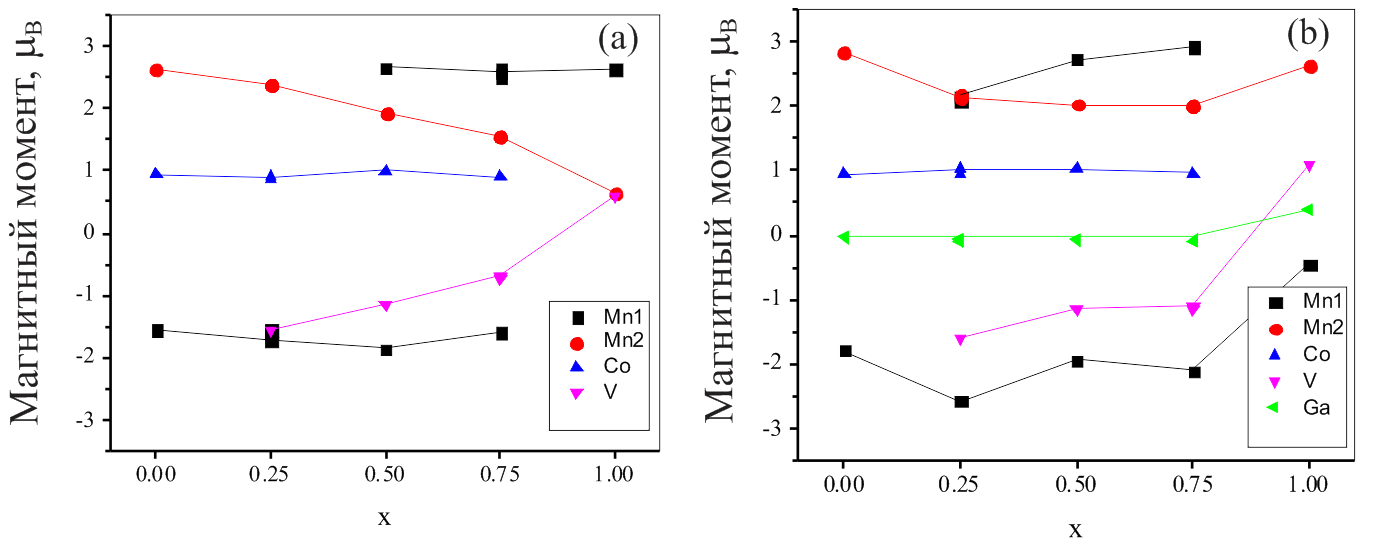 (a)
Магнитный момент, μB
3
2
1
0
-1
-2
-3
0.00 0.25 0.50 0.75 1.00
x
Mn1
Mn2
Co
V
(b)
Магнитный момент, μB
3
2
1
0
-1
-2
-3
0.00 0.25 0.50 0.75 1.00
x
Mn1
Mn2
Co
V
Ga